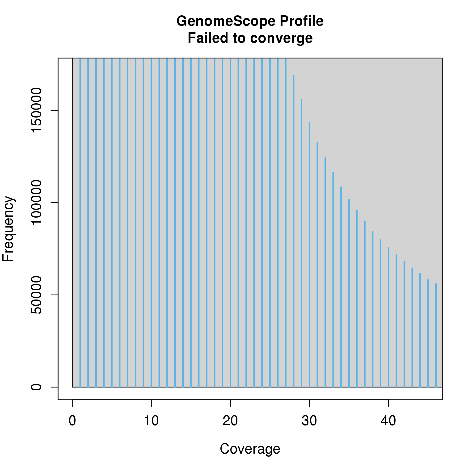 GenomeScope Profile
Failed to converge
Frequency
150000
100000
50000
0
0 10 20 30 40
Coverage